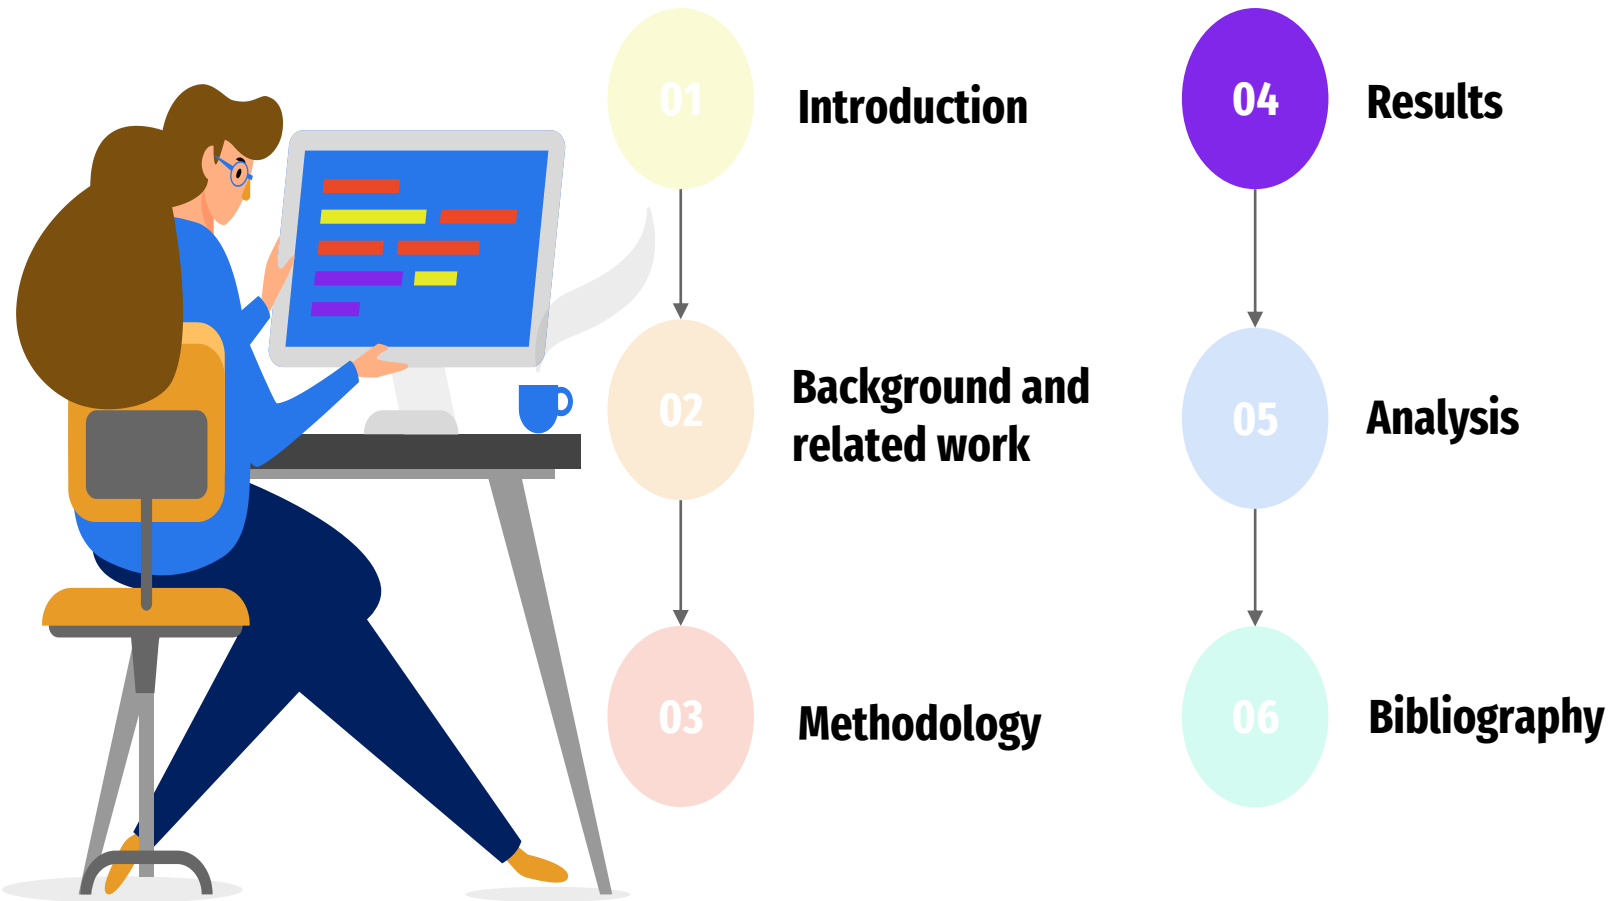 01
Introduction
02
Background and
related work
03
Methodology
04
Results
05
Analysis
06
Bibliography